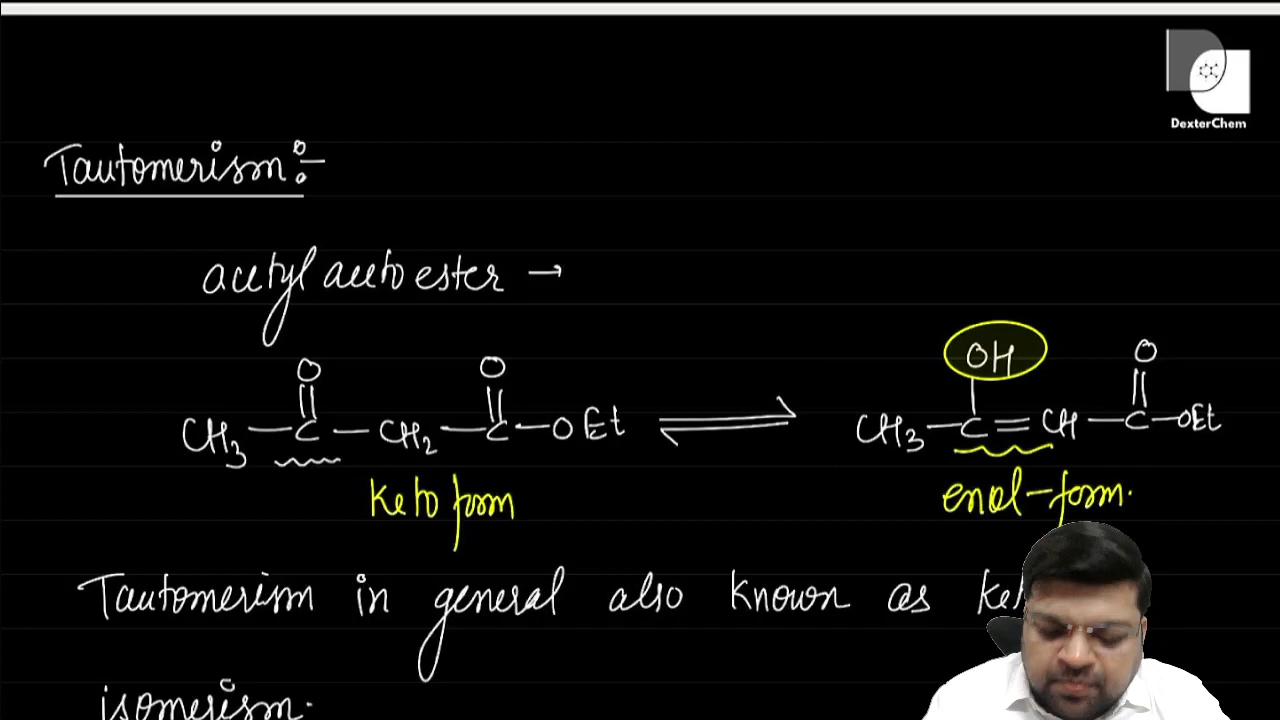 DexterChem
Tautomerism:-
acetyl aceto ester →
CH₃—C(=O)—CH₂—C(=O)—OEt ⇌ CH₃—C(OH)=CH—C(=O)—OEt
Keto form enol-form.
Tautomerism in general also known as
isomerism.